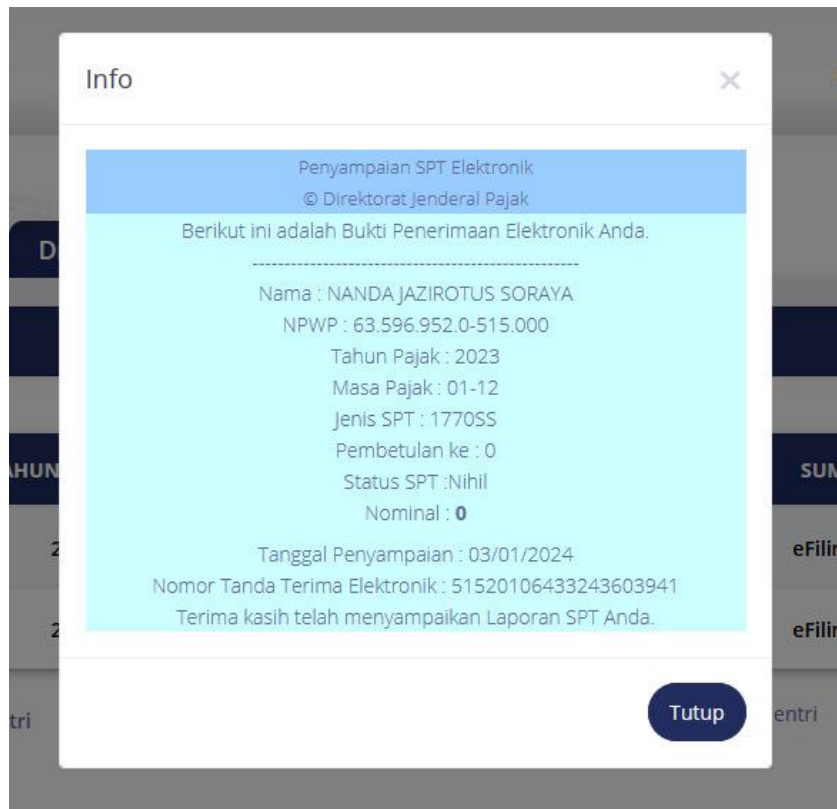 Info
×
Penyampaian SPT Elektronik
© Direktorat Jenderal Pajak
Berikut ini adalah Bukti Penerimaan Elektronik Anda.
--------------------------------------------------
Nama : NANDA JAZIROTUS SORAYA
NPWP : 63.596.952.0-515.000
Tahun Pajak : 2023
Masa Pajak : 01-12
Jenis SPT : 1770SS
Pembetulan ke : 0
Status SPT :Nihil
Nominal : 0
Tanggal Penyampaian : 03/01/2024
Nomor Tanda Terima Elektronik : 51520106433243603941
Terima kasih telah menyampaikan Laporan SPT Anda.
Tutup
entri